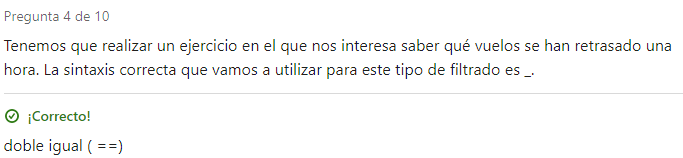 Pregunta 4 de 10
Tenemos que realizar un ejercicio en el que nos interesa saber qué vuelos se han retrasado una
hora. La sintaxis correcta que vamos a utilizar para este tipo de filtrado es _.
¡Correcto!
doble igual ( ==)